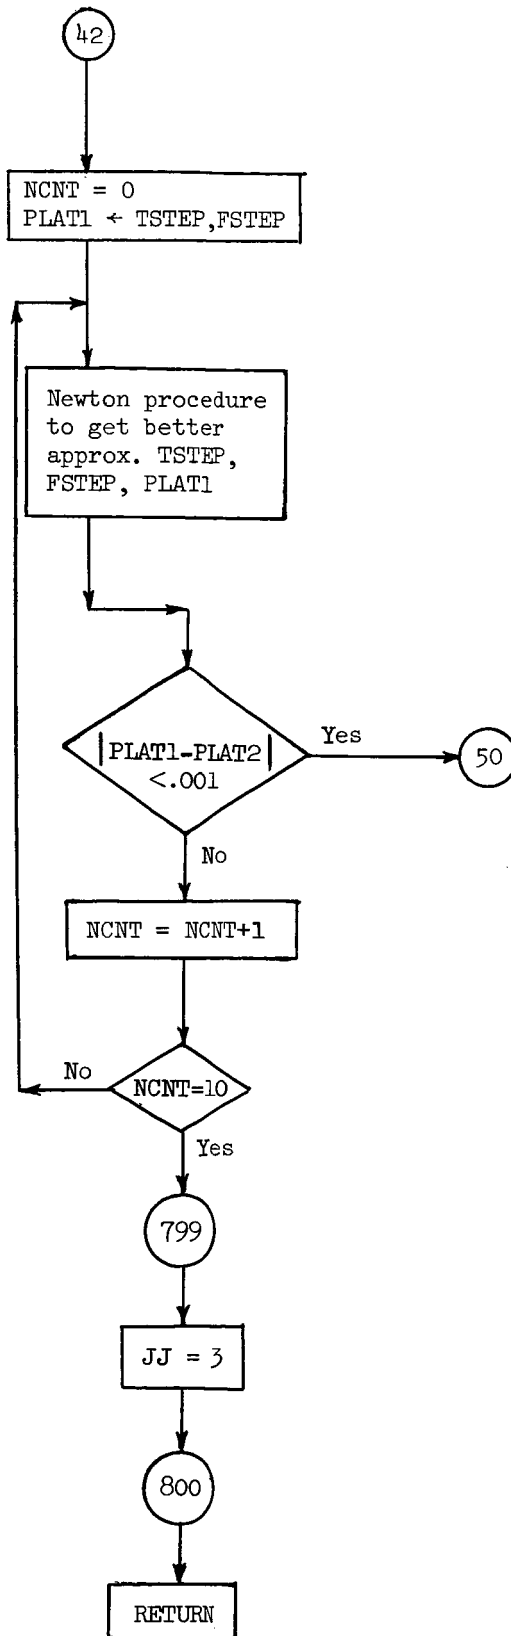 42
NCNT = 0
PLAT1 ← TSTEP,FSTEP
Newton procedure
to get better
approx. TSTEP,
FSTEP, PLAT1
|PLAT1-PLAT2|
<.001
Yes
50
No
NCNT = NCNT+1
No
NCNT=10
Yes
799
JJ = 3
800
RETURN